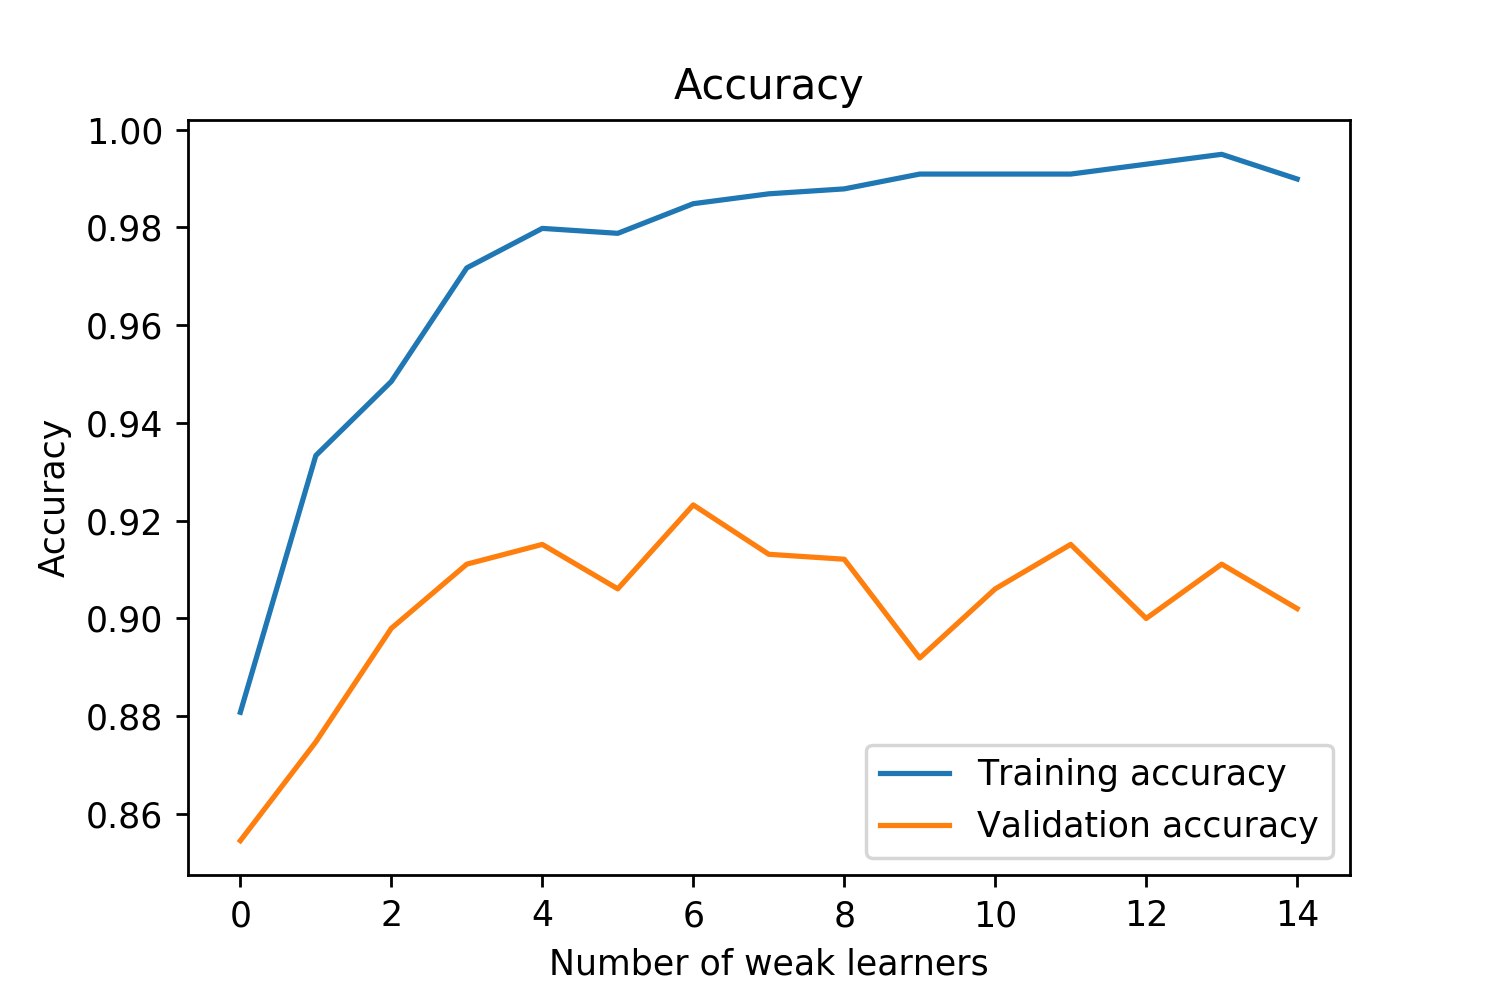 Accuracy
1.00
0.98
0.96
0.94
0.92
0.90
0.88
0.86
Accuracy
0 2 4 6 8 10 12 14
Number of weak learners
Training accuracy
Validation accuracy